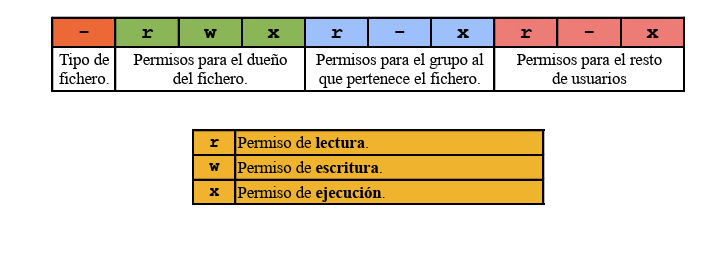 - r w x r - x r - x
Tipo de fichero. Permisos para el dueño del fichero. Permisos para el grupo al que pertenece el fichero. Permisos para el resto de usuarios
r Permiso de lectura.
w Permiso de escritura.
x Permiso de ejecución.